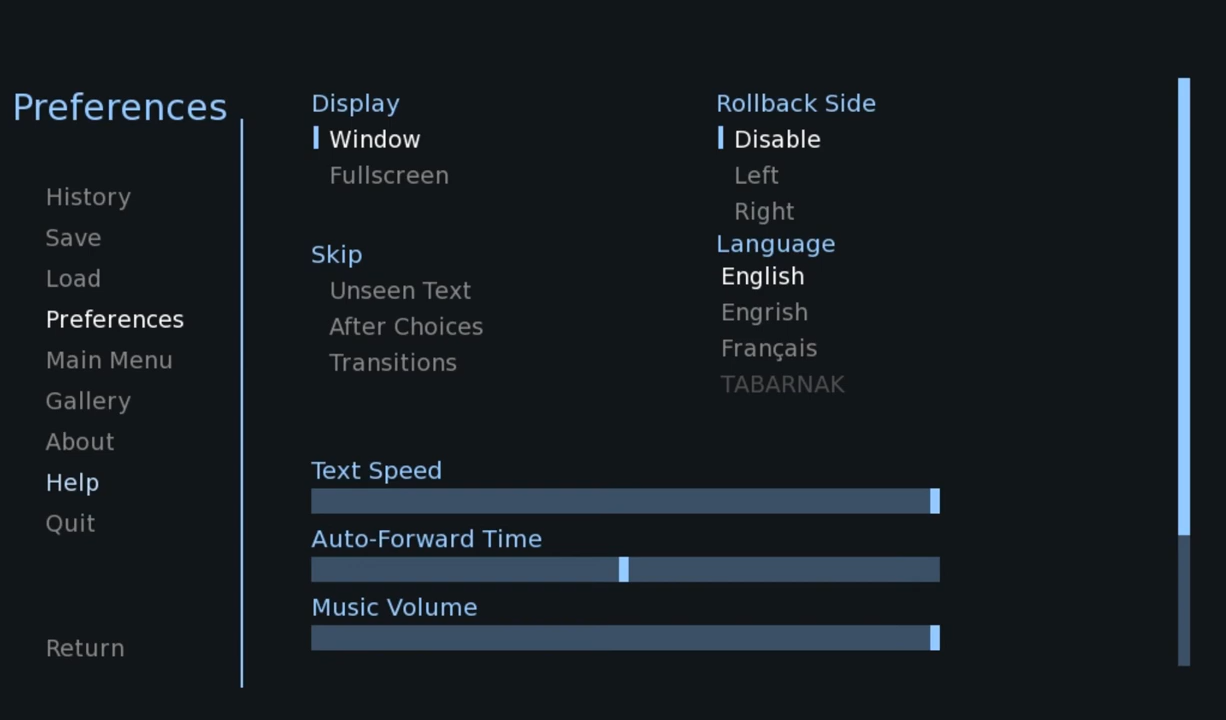 Preferences
History
Save
Load
Preferences
Main Menu
Gallery
About
Help
Quit
Return
Display
Window
Fullscreen
Rollback Side
Disable
Left
Right
Skip
Unseen Text
After Choices
Transitions
Language
English
Engrish
Français
TABARNAK
Text Speed
Auto-Forward Time
Music Volume